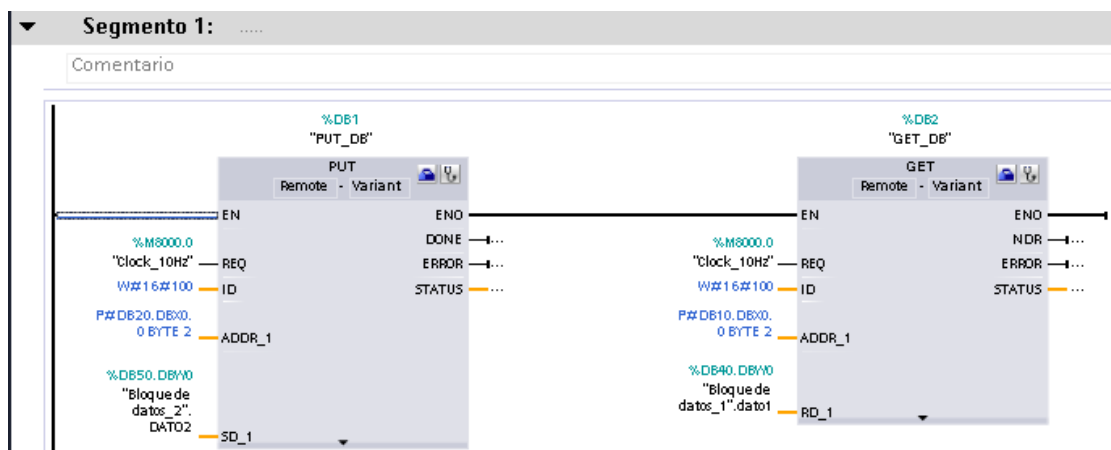 Segmento 1: .....
Comentario
%DB1
"PUT_DB"
PUT
Remote - Variant
EN
ENO
DONE
...
%M8000.0
"Clock_10Hz"
REQ
ERROR
...
W#16#100
ID
STATUS
...
P#DB20.DBX0.
0 BYTE 2
ADDR_1
%DB50.DBW0
"Bloque de
datos_2".
DATO2
SD_1
%DB2
"GET_DB"
GET
Remote - Variant
EN
ENO
NDR
...
%M8000.0
"Clock_10Hz"
REQ
ERROR
...
W#16#100
ID
STATUS
...
P#DB10.DBX0.
0 BYTE 2
ADDR_1
%DB40.DBW0
"Bloque de
datos_1".dato1
RD_1